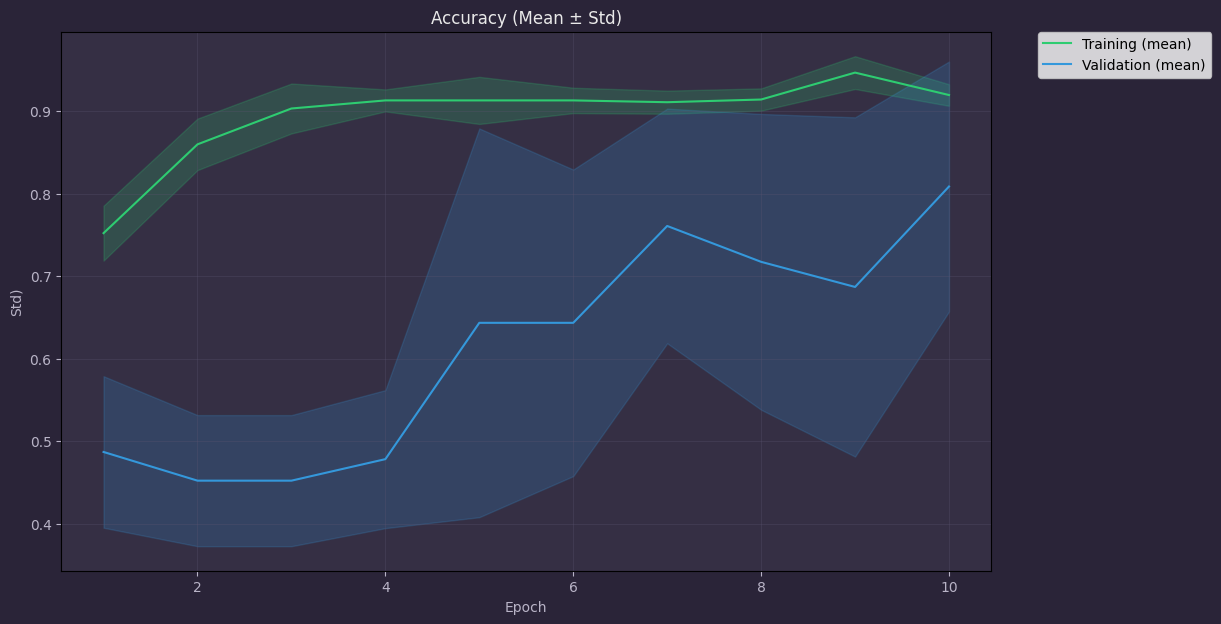 Accuracy (Mean ± Std)
Training (mean)
Validation (mean)
Std)
0.9
0.8
0.7
0.6
0.5
0.4
2 4 6 8 10
Epoch